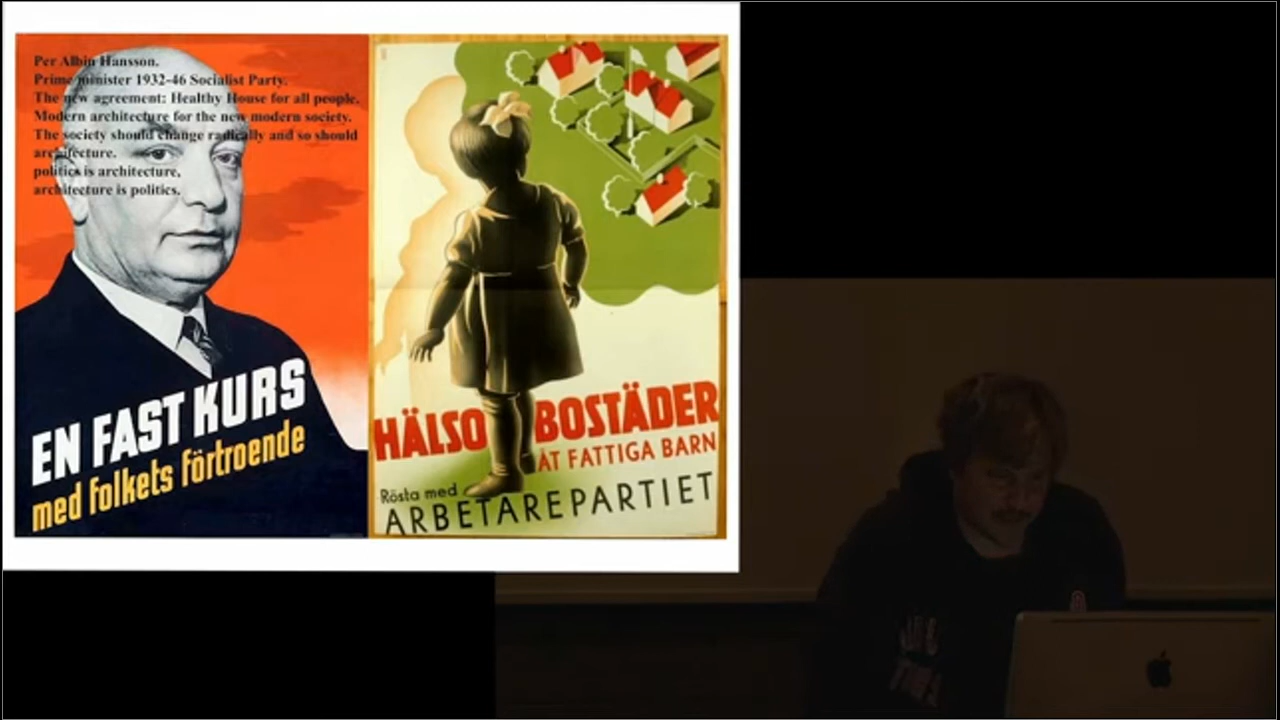 Per Albin Hansson.
Prime minister 1932-46 Socialist Party.
The new agreement: Healthy House for all people.
Modern architecture for the new modern society.
The society should change radically and so should
architecture.
politics is architecture,
architecture is politics.
EN FAST KURS
med folkets förtroende
HÄLSO BOSTÄDER
ÅT FATTIGA BARN
Rösta med
ARBETAREPARTIET